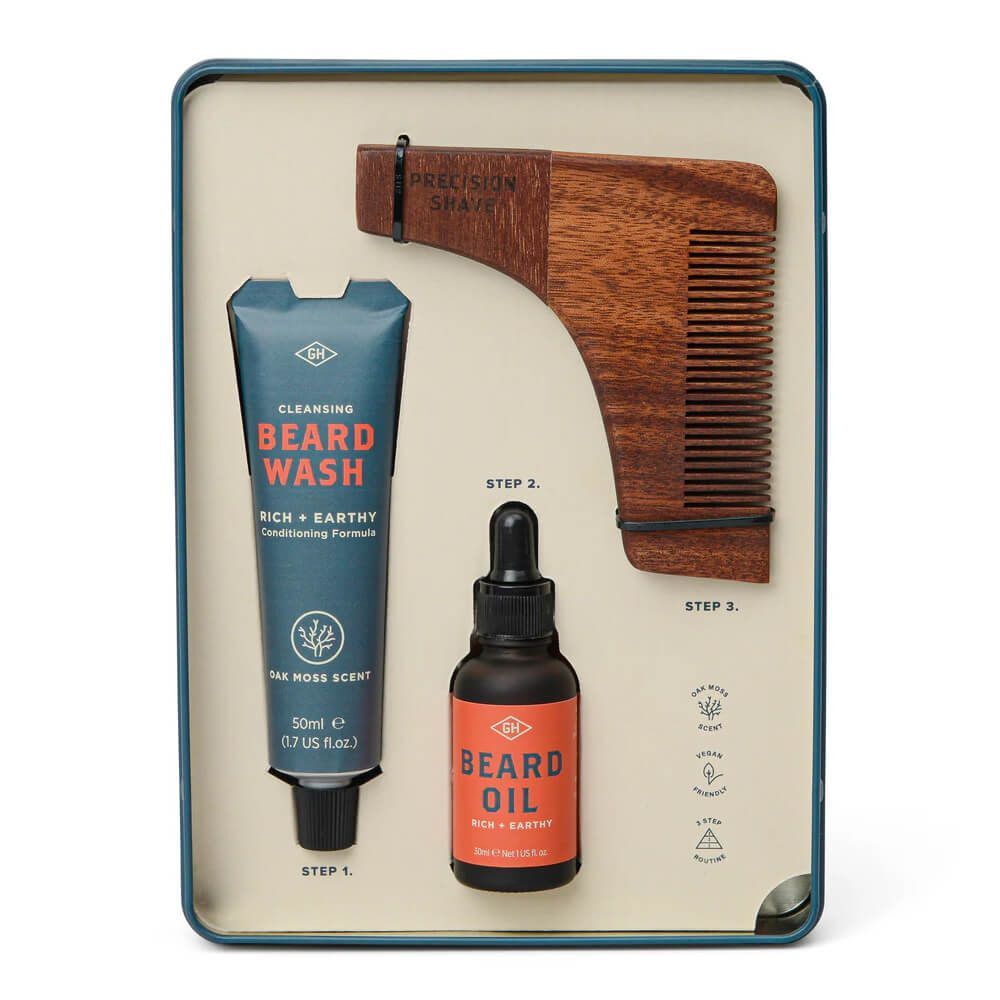 PRECISION
SHAVE
GH
CLEANSING
BEARD
WASH
RICH + EARTHY
Conditioning Formula
OAK MOSS SCENT
50ml ℮
(1.7 US fl.oz.)
STEP 1.
STEP 2.
GH
BEARD
OIL
RICH + EARTHY
30ml ℮ Net 1 US fl. oz.
STEP 3.
OAK MOSS
SCENT
VEGAN
FRIENDLY
3 STEP
ROUTINE